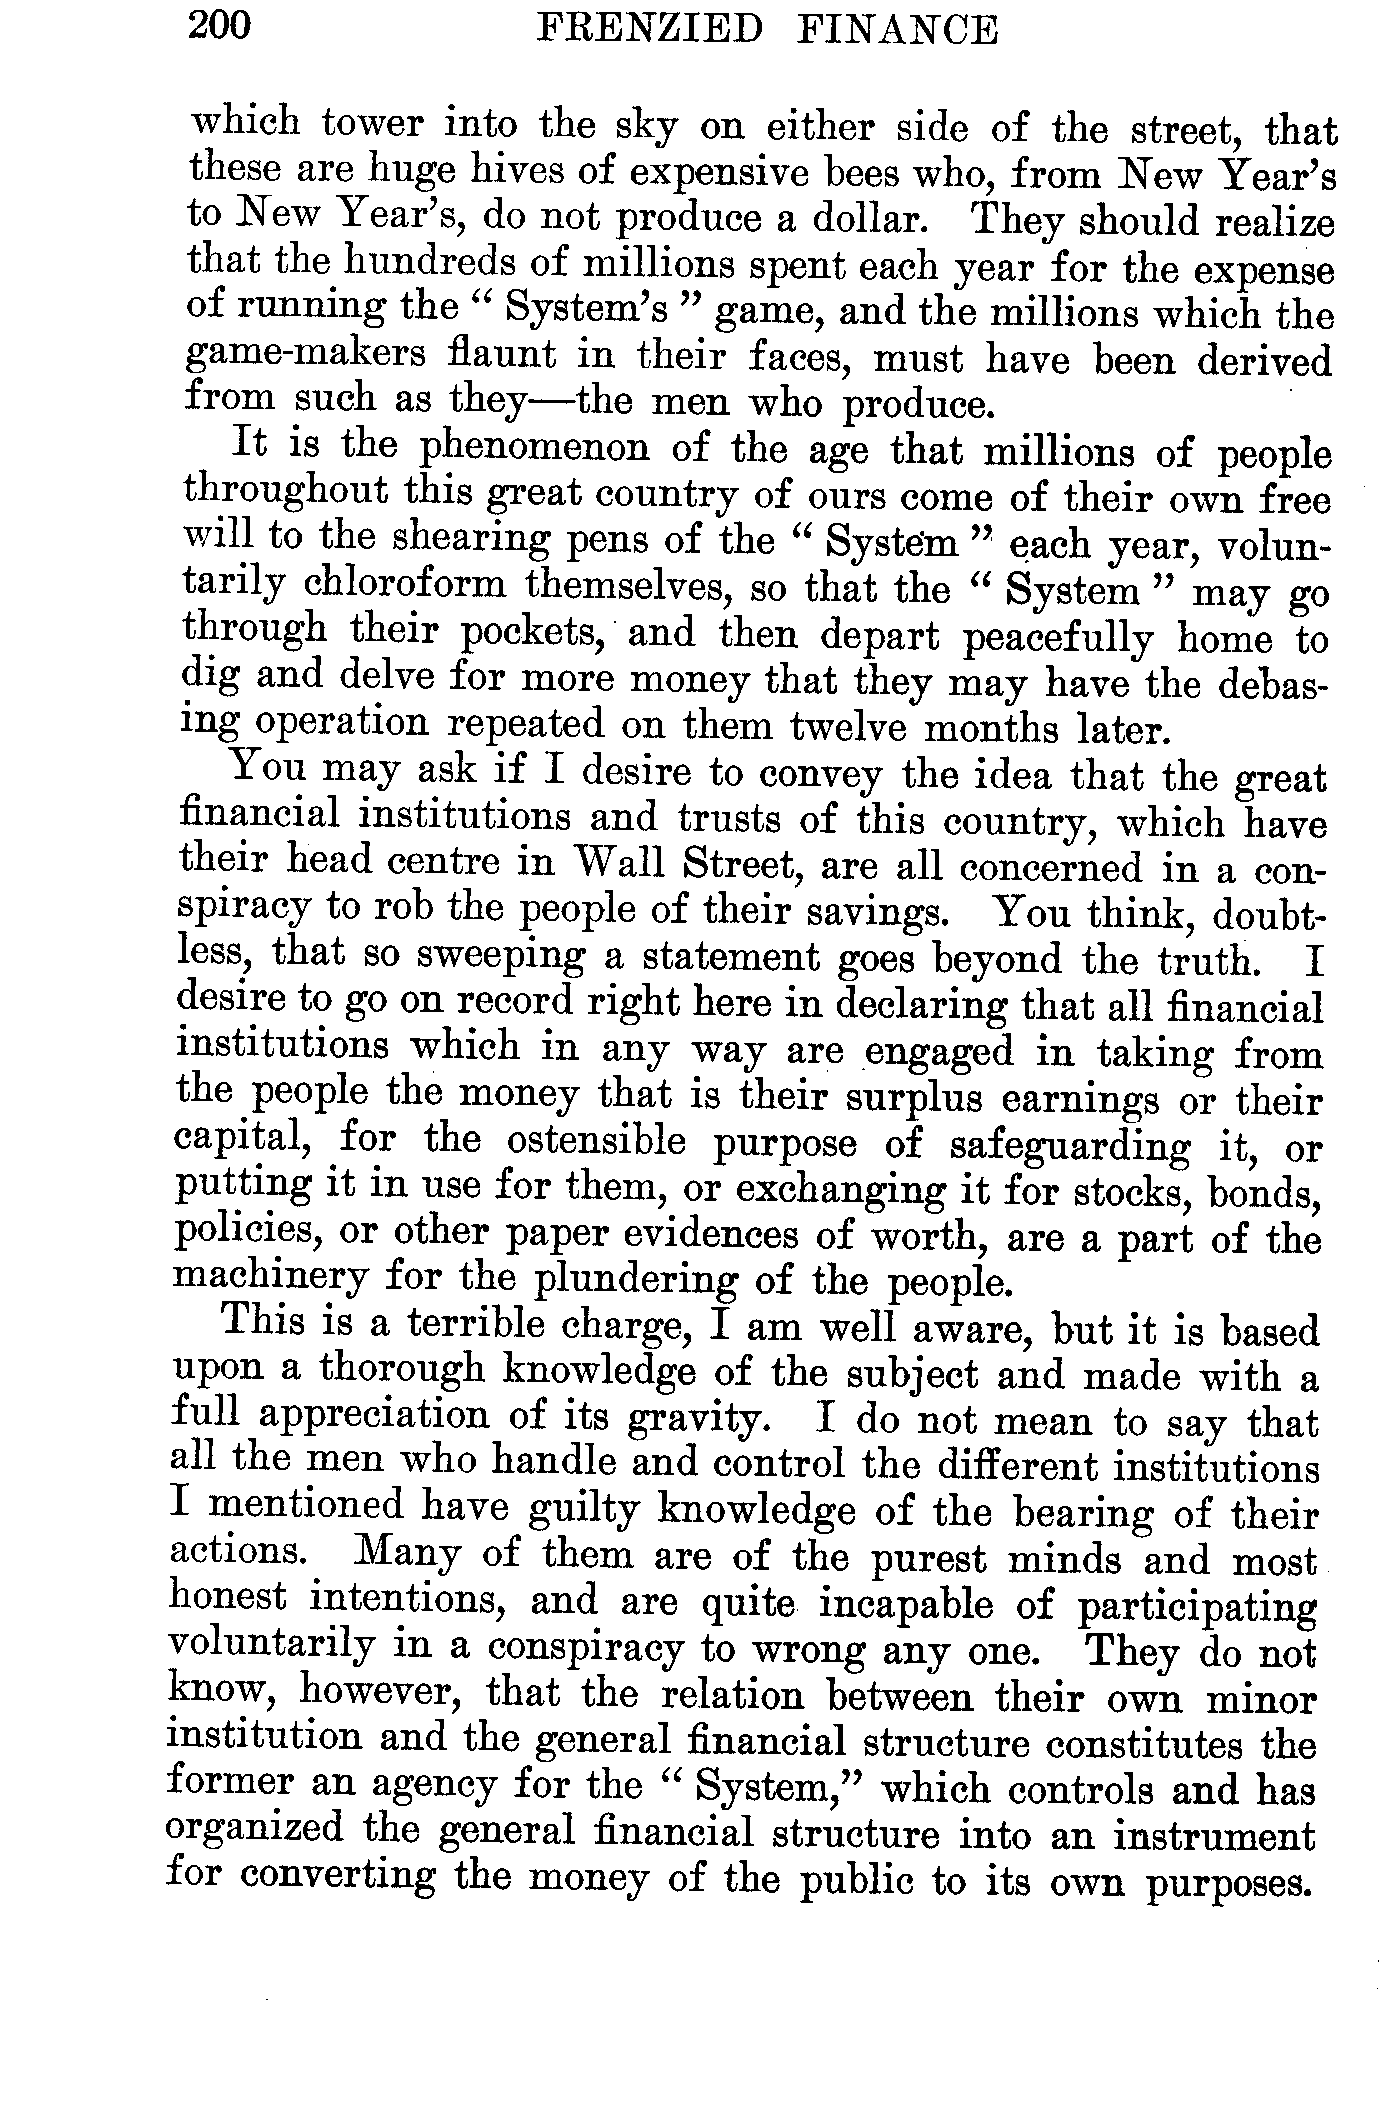 200 FRENZIED FINANCE
which tower into the sky on either side of the street, that
these are huge hives of expensive bees who, from New Year's
to New Year's, do not produce a dollar. They should realize
that the hundreds of millions spent each year for the expense
of running the " System's " game, and the millions which the
game-makers flaunt in their faces, must have been derived
from such as they—the men who produce.
It is the phenomenon of the age that millions of people
throughout this great country of ours come of their own free
will to the shearing pens of the " System " each year, volun-
tarily chloroform themselves, so that the " System " may go
through their pockets, and then depart peacefully home to
dig and delve for more money that they may have the debas-
ing operation repeated on them twelve months later.
You may ask if I desire to convey the idea that the great
financial institutions and trusts of this country, which have
their head centre in Wall Street, are all concerned in a con-
spiracy to rob the people of their savings. You think, doubt-
less, that so sweeping a statement goes beyond the truth. I
desire to go on record right here in declaring that all financial
institutions which in any way are engaged in taking from
the people the money that is their surplus earnings or their
capital, for the ostensible purpose of safeguarding it, or
putting it in use for them, or exchanging it for stocks, bonds,
policies, or other paper evidences of worth, are a part of the
machinery for the plundering of the people.
This is a terrible charge, I am well aware, but it is based
upon a thorough knowledge of the subject and made with a
full appreciation of its gravity. I do not mean to say that
all the men who handle and control the different institutions
I mentioned have guilty knowledge of the bearing of their
actions. Many of them are of the purest minds and most
honest intentions, and are quite incapable of participating
voluntarily in a conspiracy to wrong any one. They do not
know, however, that the relation between their own minor
institution and the general financial structure constitutes the
former an agency for the " System," which controls and has
organized the general financial structure into an instrument
for converting the money of the public to its own purposes.